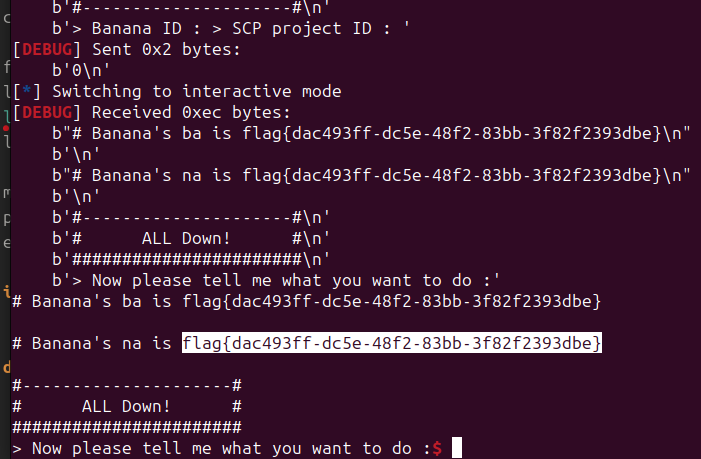 b'#---------------------#\n'
b'> Banana ID : > SCP project ID : '
[DEBUG] Sent 0x2 bytes:
b'0\n'
[*] Switching to interactive mode
[DEBUG] Received 0xec bytes:
b"# Banana's ba is flag{dac493ff-dc5e-48f2-83bb-3f82f2393dbe}\n"
b'\n'
b"# Banana's na is flag{dac493ff-dc5e-48f2-83bb-3f82f2393dbe}\n"
b'\n'
b'#---------------------#\n'
b'#      ALL Down!      #\n'
b'#######################\n'
b'> Now please tell me what you want to do :'
# Banana's ba is flag{dac493ff-dc5e-48f2-83bb-3f82f2393dbe}
# Banana's na is flag{dac493ff-dc5e-48f2-83bb-3f82f2393dbe}
#---------------------#
#      ALL Down!      #
#######################
> Now please tell me what you want to do :$